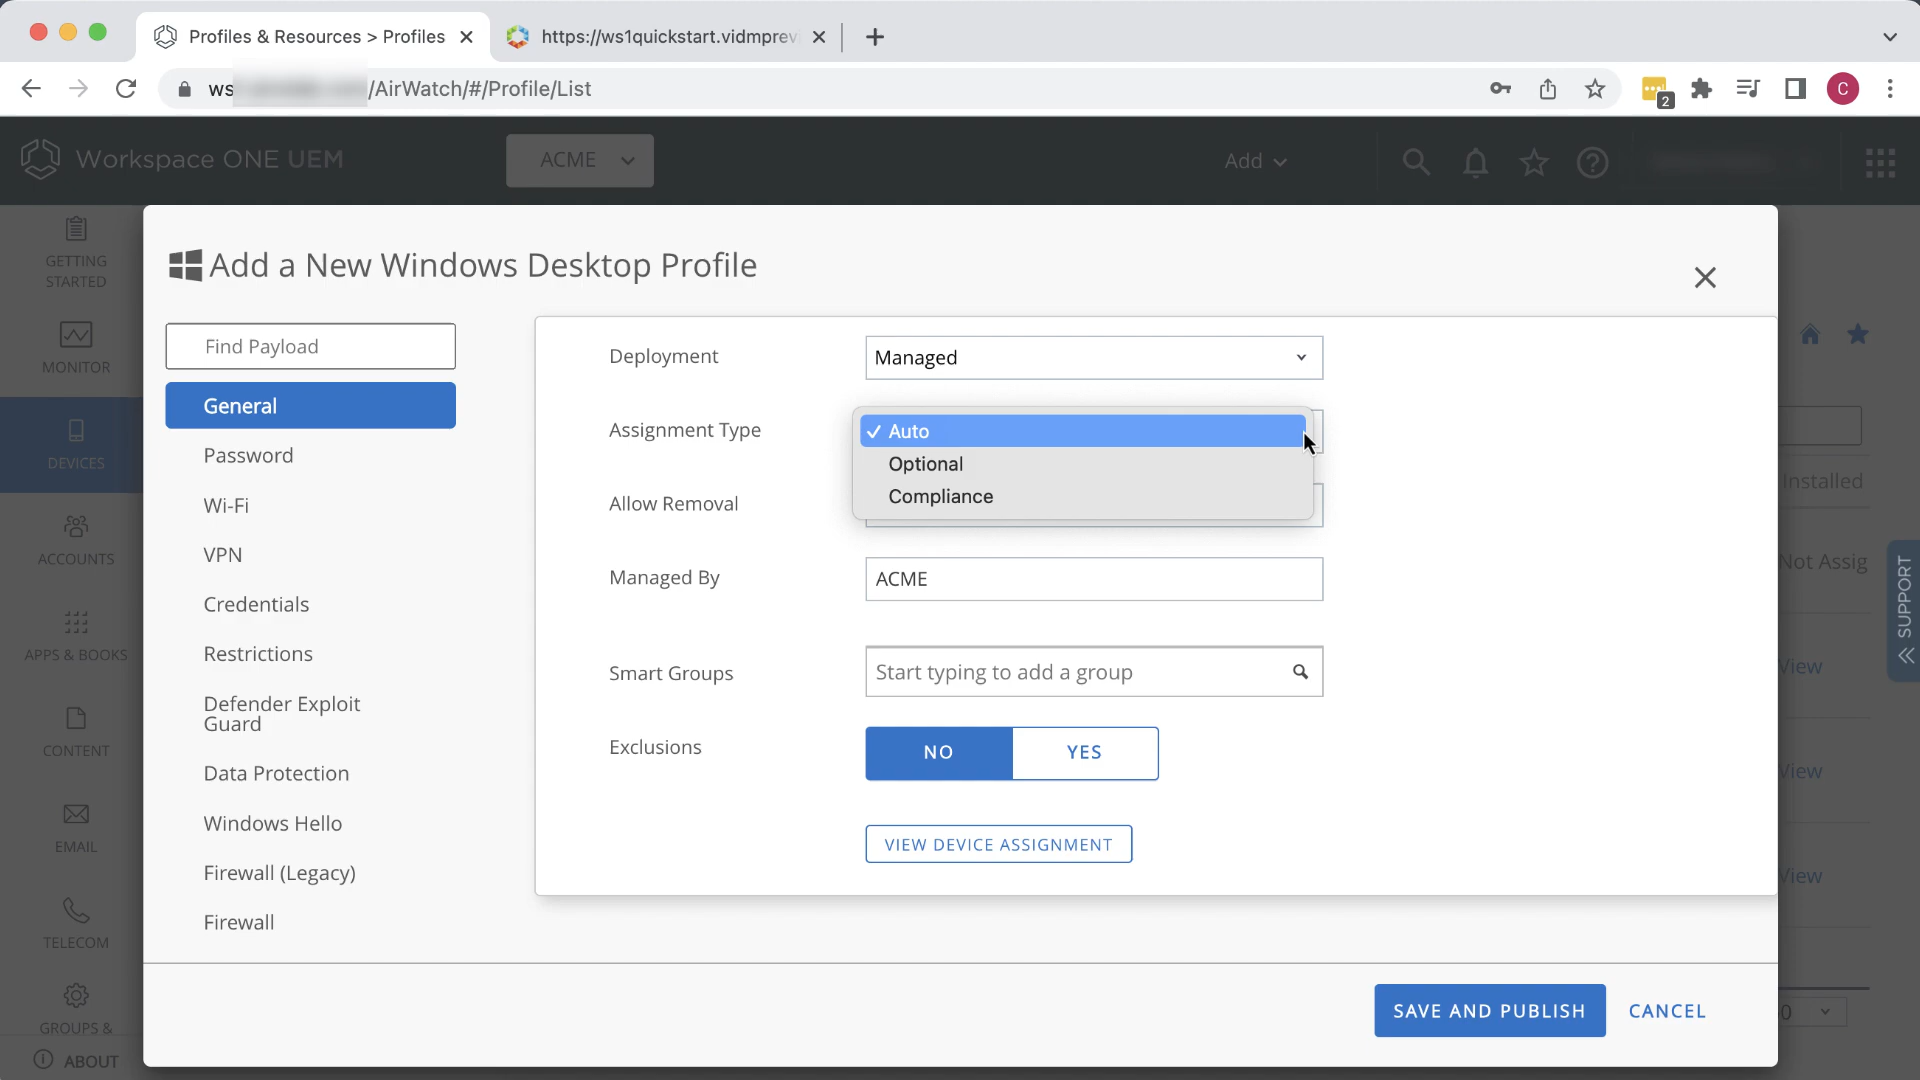 Profiles & Resources > Profiles
https://ws1quickstart.vidmprev
ws
/AirWatch/#/Profile/List
2
C
Workspace ONE UEM
ACME
Add
GETTING
STARTED
MONITOR
DEVICES
ACCOUNTS
APPS & BOOKS
CONTENT
EMAIL
TELECOM
GROUPS &
ABOUT
Add a New Windows Desktop Profile
Find Payload
General
Password
Wi-Fi
VPN
Credentials
Restrictions
Defender Exploit
Guard
Data Protection
Windows Hello
Firewall (Legacy)
Firewall
Deployment
Managed
Assignment Type
✓ Auto
Optional
Compliance
Allow Removal
Managed By
ACME
Smart Groups
Start typing to add a group
Exclusions
NO
YES
VIEW DEVICE ASSIGNMENT
SAVE AND PUBLISH
CANCEL
Installed
Not Assig
View
View
View
0
SUPPORT